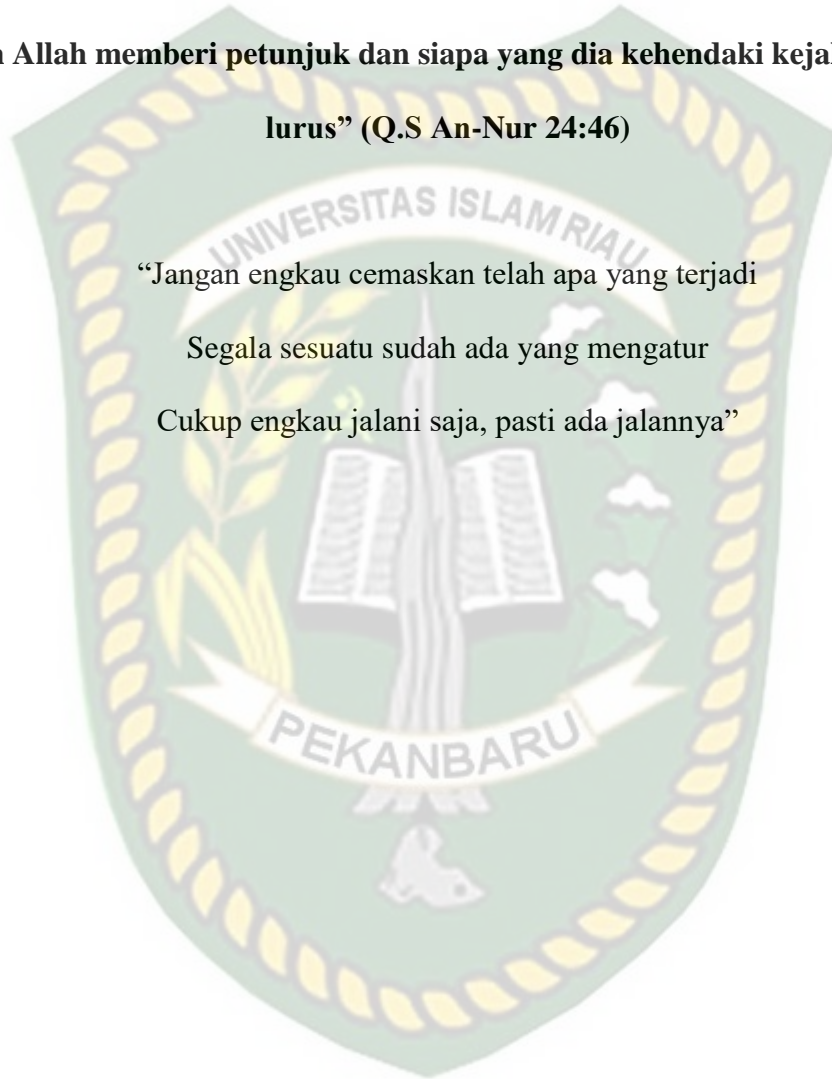 Allah memberi petunjuk dan siapa yang dia kehendaki
lurus” (Q.S An-Nur 24:46)
UNIVERSITAS ISLAM RIAU
“Jangan engkau cemaskan telah apa yang terjadi
Segala sesuatu sudah ada yang mengatur
Cukup engkau jalani saja, pasti ada jalannya”
PEKANBARU